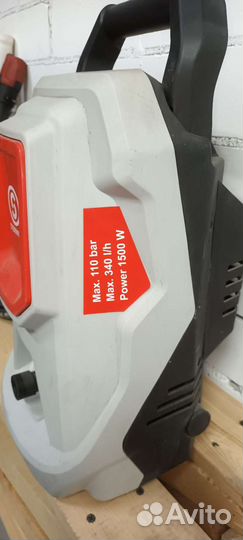 Max. 110 bar
Max. 340 l/h
Power 1500 W
Avito